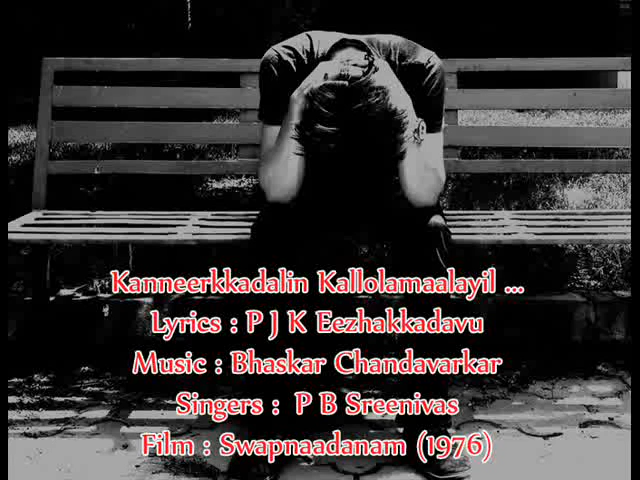 Kanneerkkadalin Kallolamaalayil ...
Lyrics : P J K Eezhakkadavu
Music : Bhaskar Chandavarkar
Singers :  P B Sreenivas
Film : Swapnaadanam (1976)